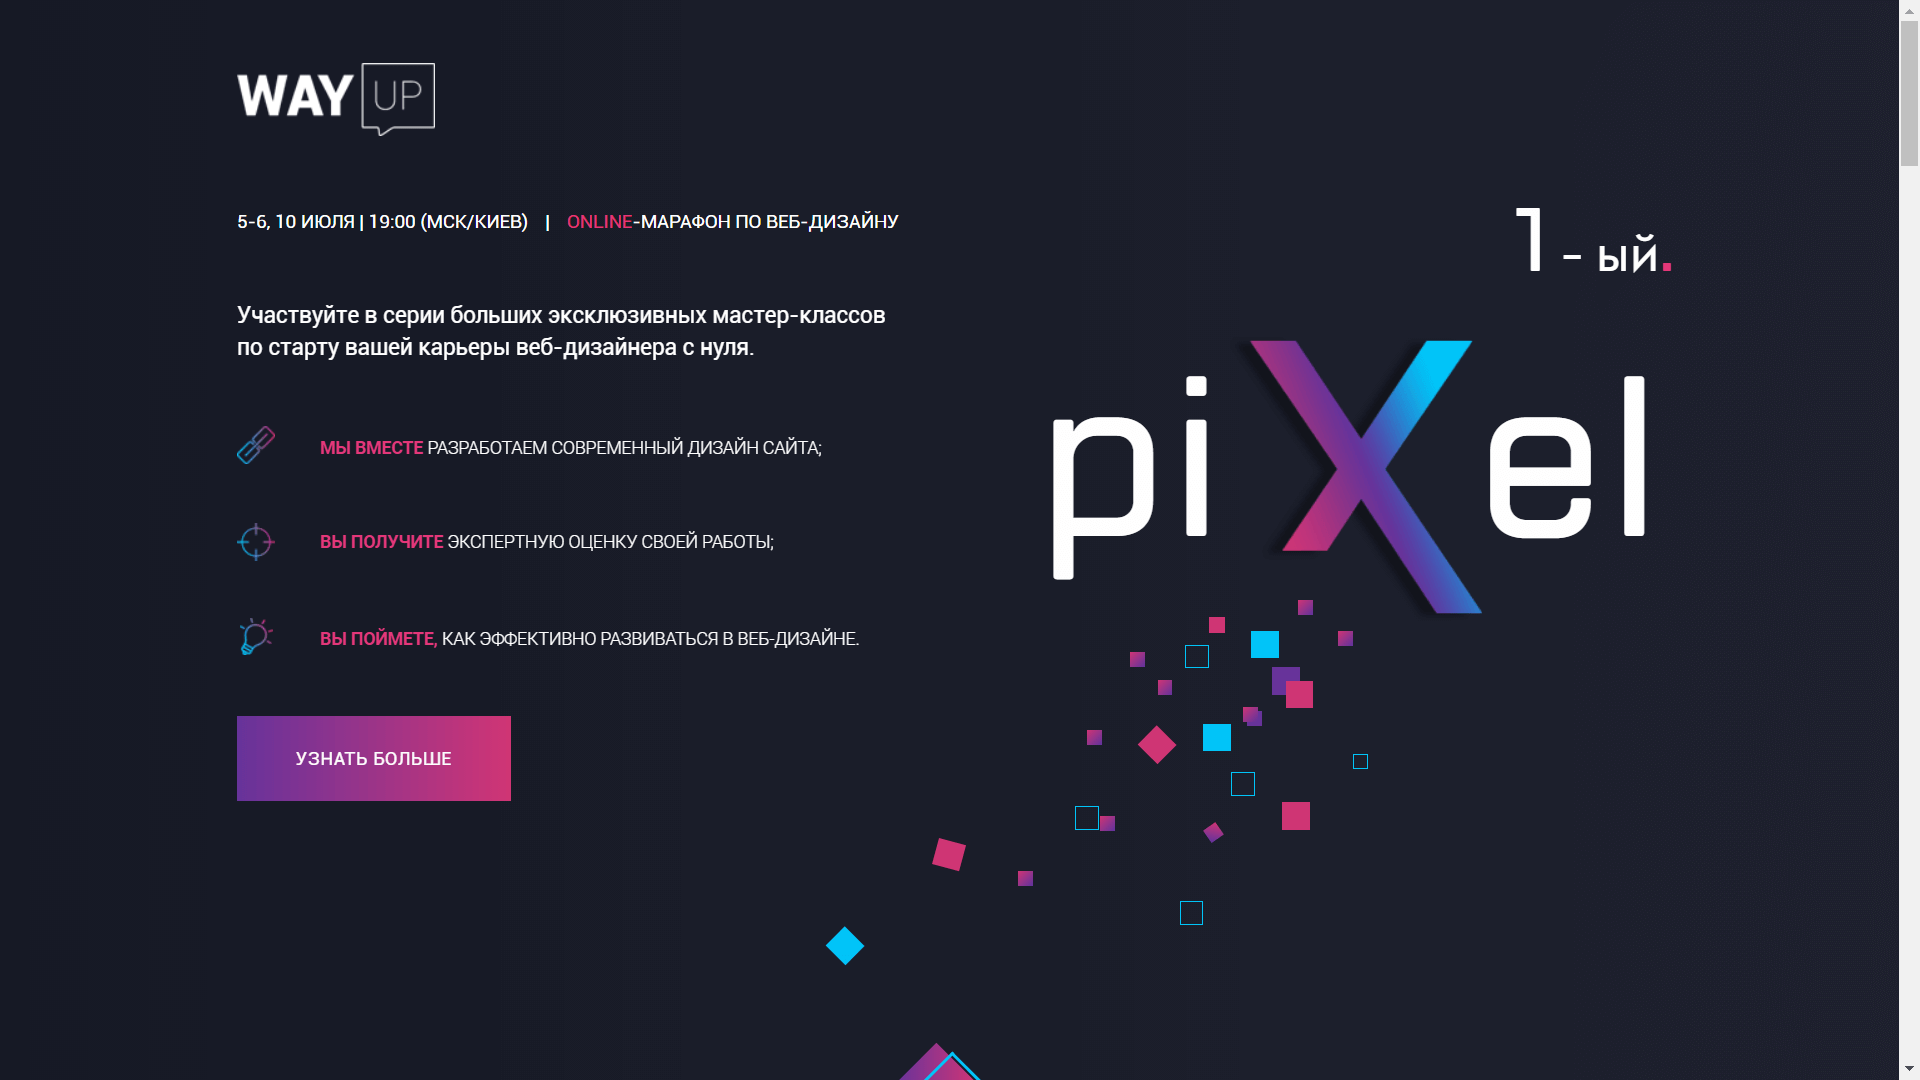 WAY UP
5-6, 10 ИЮЛЯ | 19:00 (МСК/КИЕВ) | ONLINE-МАРАФОН ПО ВЕБ-ДИЗАЙНУ
Участвуйте в серии больших эксклюзивных мастер-классов
по старту вашей карьеры веб-дизайнера с нуля.
МЫ ВМЕСТЕ РАЗРАБОТАЕМ СОВРЕМЕННЫЙ ДИЗАЙН САЙТА;
ВЫ ПОЛУЧИТЕ ЭКСПЕРТНУЮ ОЦЕНКУ СВОЕЙ РАБОТЫ;
ВЫ ПОЙМЕТЕ, КАК ЭФФЕКТИВНО РАЗВИВАТЬСЯ В ВЕБ-ДИЗАЙНЕ.
УЗНАТЬ БОЛЬШЕ
1 - ый.
piXel